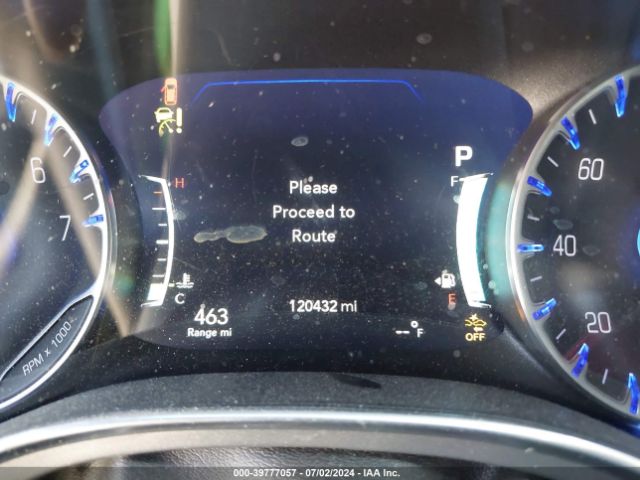 6
7
RPM x 1000
H
C
463
Range mi
Please
Proceed to
Route
120432 mi
P
F
E
--°F
OFF
60
40
20
000-39777057 - 07/02/2024 - IAA Inc.